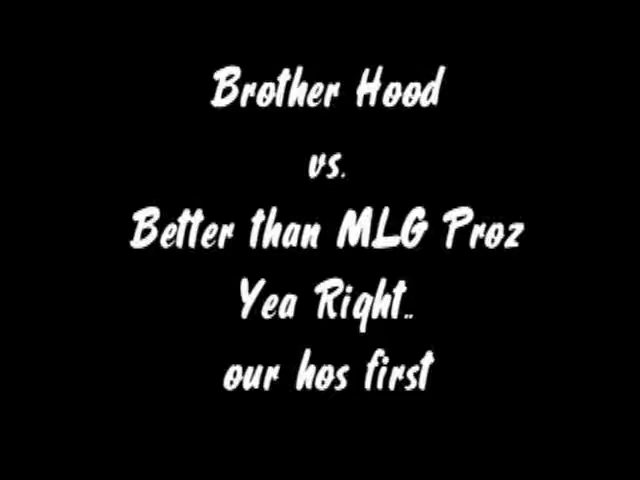 Brother Hood
vs.
Better than MLG Proz
Yea Right..
our hos first